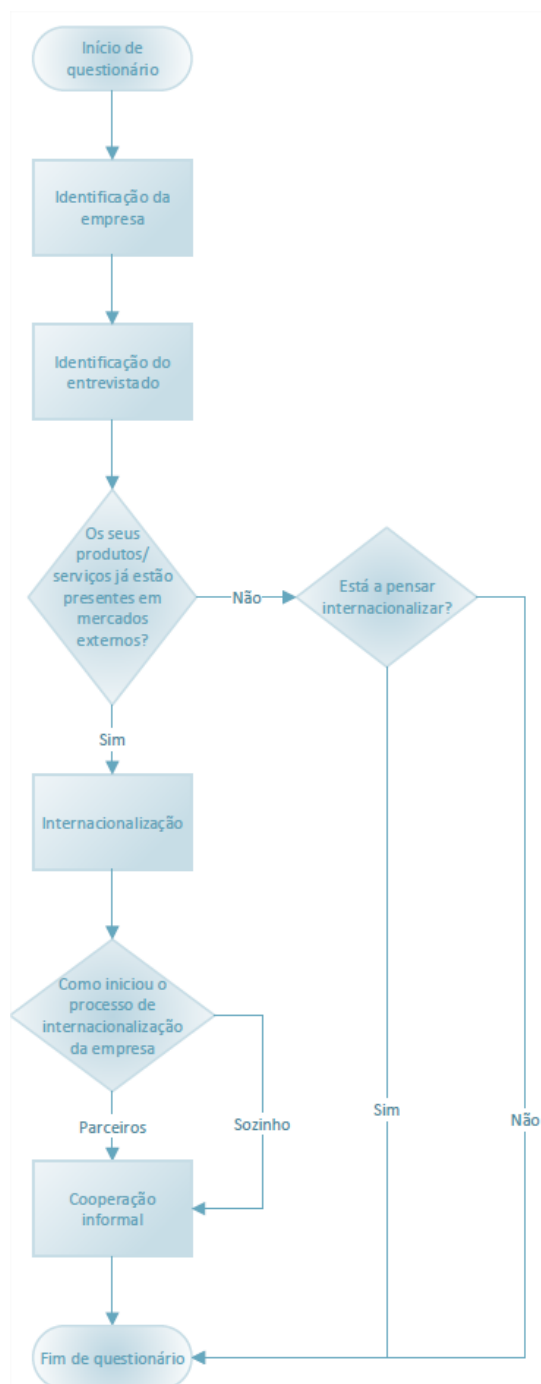 Início de
questionário
Identificação da
empresa
Identificação do
entrevistado
Os seus
produtos/
serviços já estão
presentes em
mercados
externos?
Não
Está a pensar
internacionalizar?
Sim
Internacionalização
Como iniciou o
processo de
internacionalização
da empresa
Parceiros
Sozinho
Sim
Não
Cooperação
informal
Fim de questionário